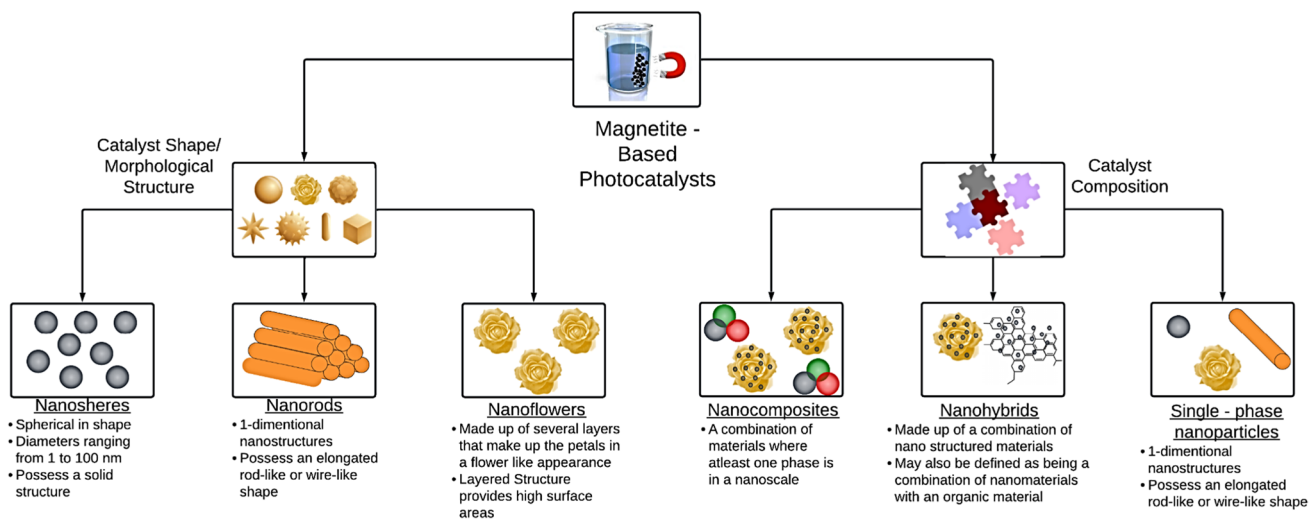 Magnetite -
Based
Photocatalysts
Catalyst Shape/
Morphological
Structure
Catalyst
Composition
Nanosheres
• Spherical in shape
• Diameters ranging
from 1 to 100 nm
• Possess a solid
structure
Nanorods
• 1-dimentional
nanostructures
• Possess an elongated
rod-like or wire-like
shape
Nanoflowers
• Made up of several layers
that make up the petals in
a flower like appearance
• Layered Structure
provides high surface
areas
Nanocomposites
• A combination of
materials where
atleast one phase is
in a nanoscale
Nanohybrids
• Made up of a combination of
nano structured materials
• May also be defined as being a
combination of nanomaterials
with an organic material
Single - phase
nanoparticles
• 1-dimentional
nanostructures
• Possess an elongated
rod-like or wire-like shape